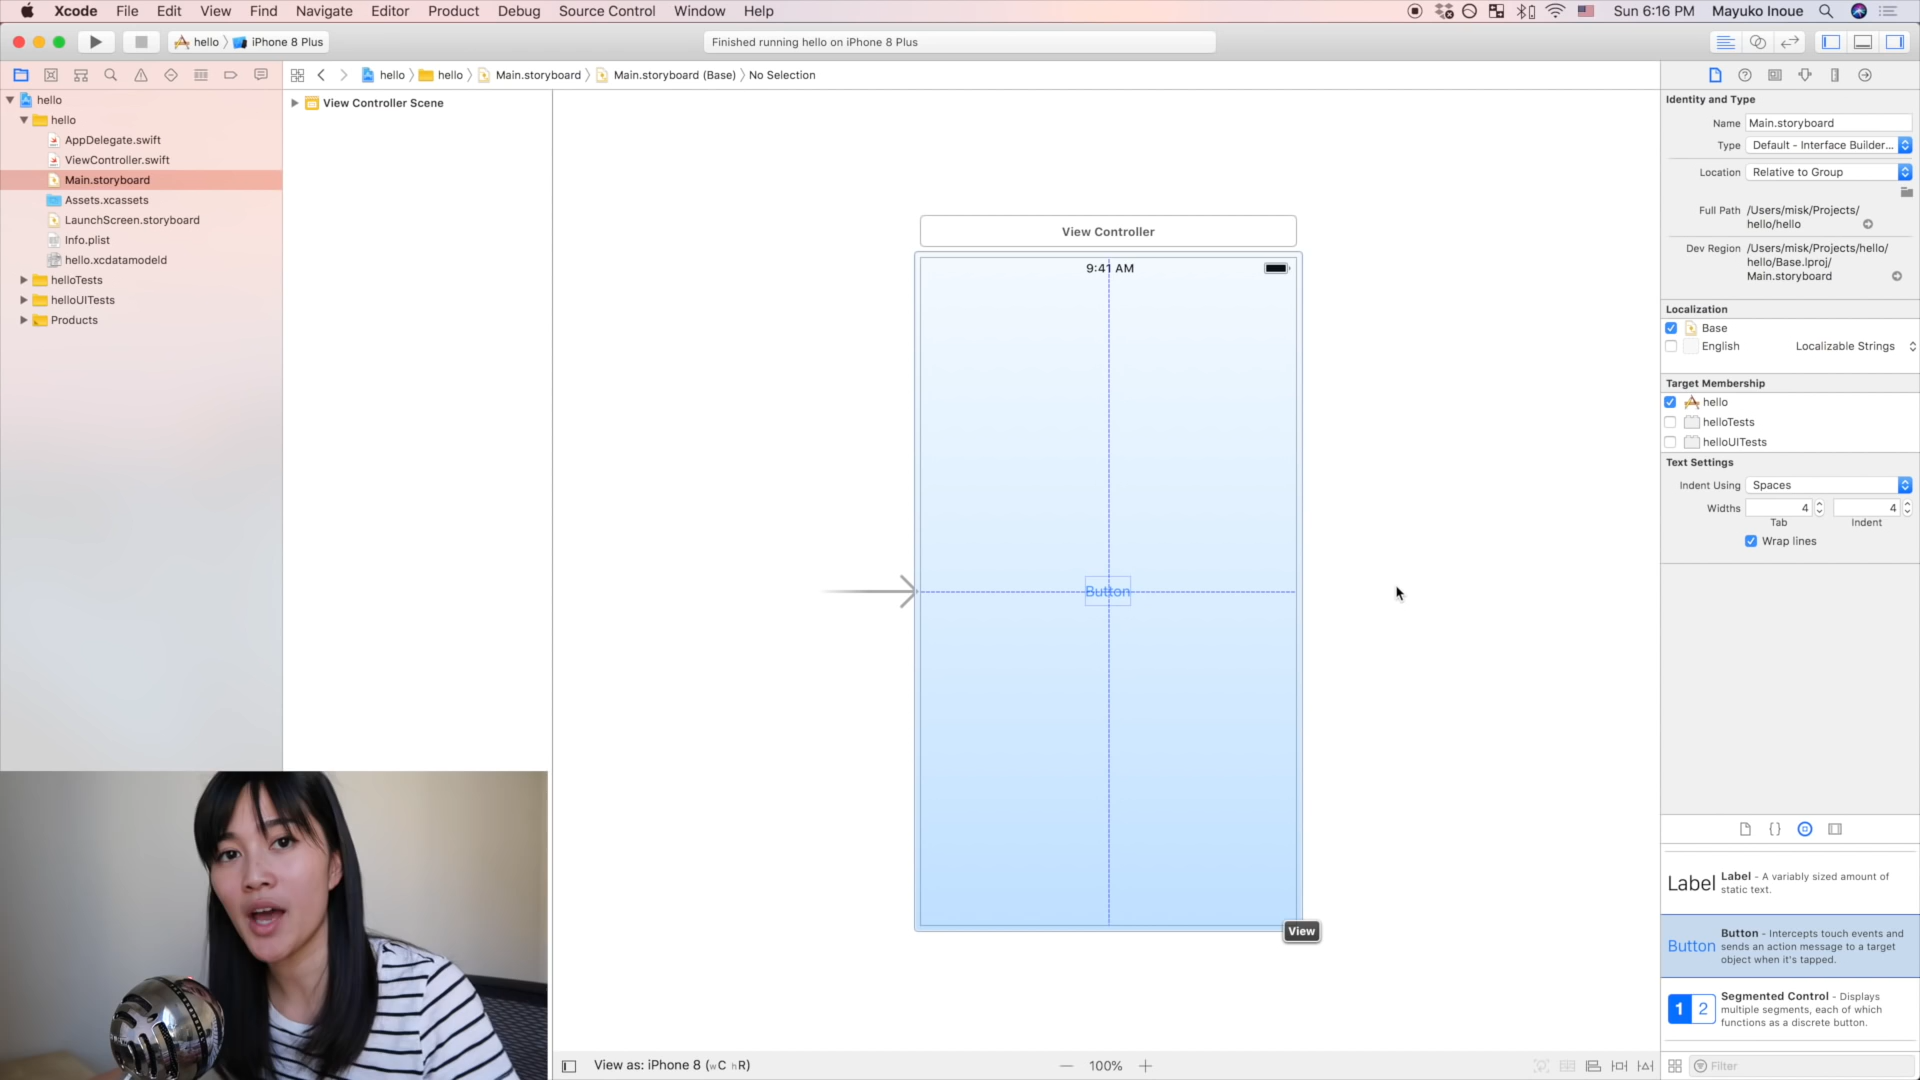 Xcode File Edit View Find Navigate Editor Product Debug Source Control Window Help Sun 6:16 PM Mayuko Inoue
hello iPhone 8 Plus
Finished running hello on iPhone 8 Plus
hello hello Main.storyboard Main.storyboard (Base) No Selection
hello
hello
AppDelegate.swift
ViewController.swift
Main.storyboard
Assets.xcassets
LaunchScreen.storyboard
Info.plist
hello.xcdatamodeld
helloTests
helloUITests
Products
View Controller Scene
View Controller
9:41 AM
Button
View
View as: iPhone 8 (wC hR)
100%
Identity and Type
Name Main.storyboard
Type Default - Interface Builder...
Location Relative to Group
Full Path /Users/misk/Projects/
hello/hello
Dev Region /Users/misk/Projects/hello/
hello/Base.lproj/
Main.storyboard
Localization
Base
English Localizable Strings
Target Membership
hello
helloTests
helloUITests
Text Settings
Indent Using Spaces
Widths 4 4
Tab Indent
Wrap lines
Label Label - A variably sized amount of
static text.
Button - Intercepts touch events and
Button sends an action message to a target
object when it's tapped.
Segmented Control - Displays
1 2 multiple segments, each of which
functions as a discrete button.
Filter